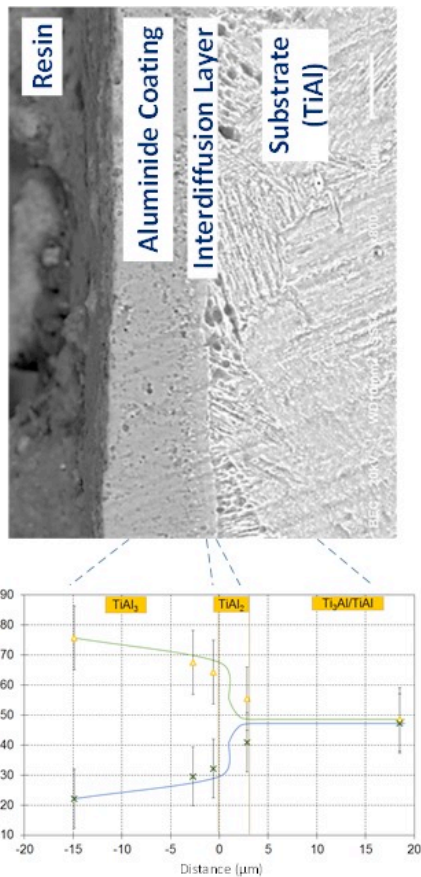 Resin
Aluminide Coating
Interdiffusion Layer
Substrate
(TiAl)
90
80
70
60
50
40
30
20
10
TiAl₃
TiAl₂
Ti₃Al/TiAl
-15
-10
-5
0
5
10
15
20
Distance (µm)